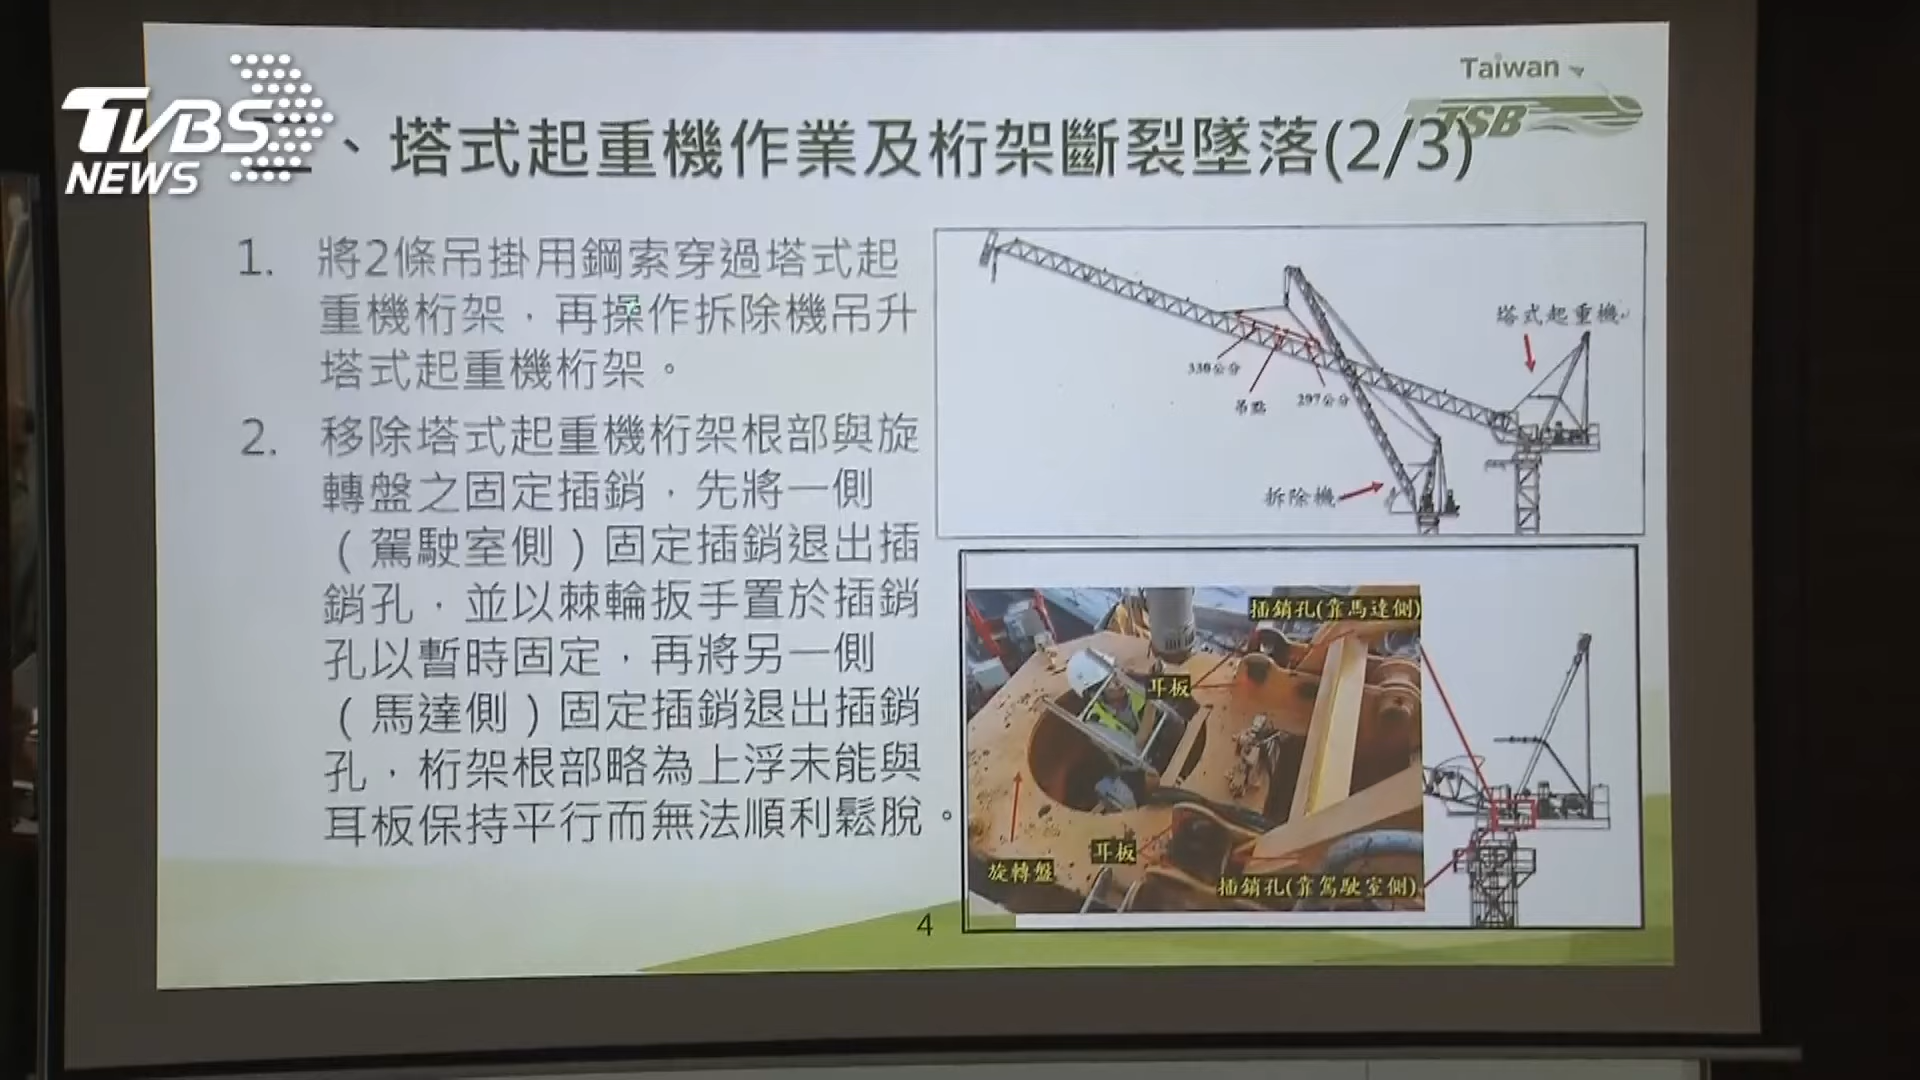 TVBS
NEWS
Taiwan
TSB
、塔式起重機作業及桁架斷裂墜落(2/3)
1. 將2條吊掛用鋼索穿過塔式起
重機桁架，再操作拆除機吊升
塔式起重機桁架。
2. 移除塔式起重機桁架根部與旋
轉盤之固定插銷，先將一側
（駕駛室側）固定插銷退出插
銷孔，並以棘輪扳手置於插銷
孔以暫時固定，再將另一側
（馬達側）固定插銷退出插銷
孔，桁架根部略為上浮未能與
耳板保持平行而無法順利鬆脫。
塔式起重機
330公分
吊點
297公分
拆除機
插銷孔(靠馬達側)
耳板
耳板
旋轉盤
插銷孔(靠駕駛室側)
4